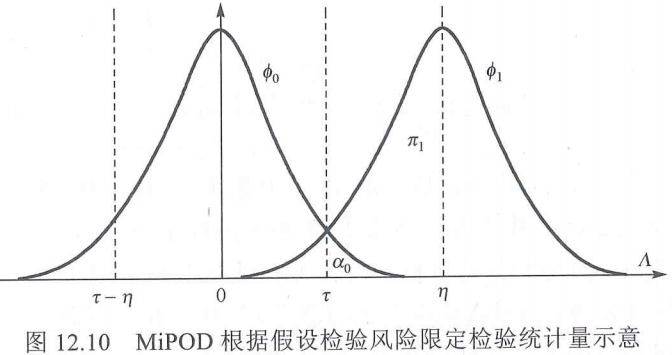 ϕ₀
ϕ₁
π₁
α₀
Λ
τ − η
0
τ
η
图 12.10 MiPOD 根据假设检验风险限定检验统计量示意